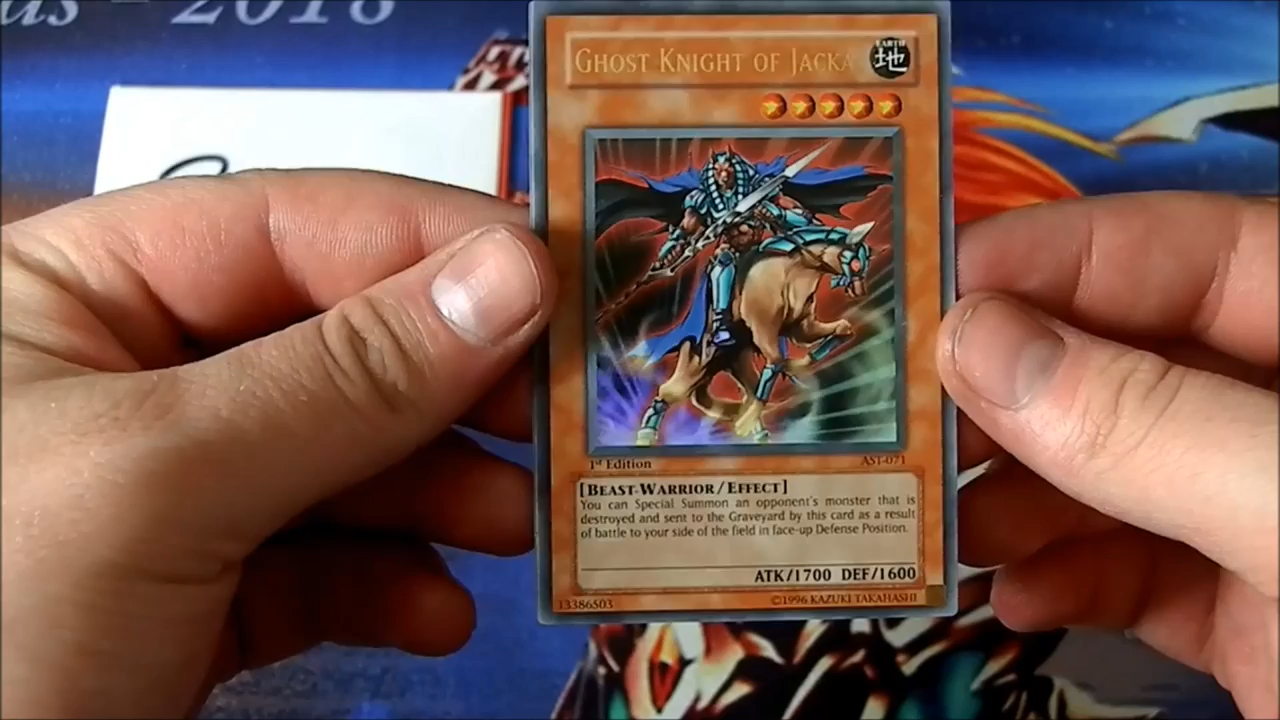 - 2018
GHOST KNIGHT OF JACKA
EARTH
地
1st Edition
AST-071
[BEAST-WARRIOR/EFFECT]
You can Special Summon an opponent's monster that is
destroyed and sent to the Graveyard by this card as a result
of battle to your side of the field in face-up Defense Position.
ATK/1700 DEF/1600
13386503
©1996 KAZUKI TAKAHASHI